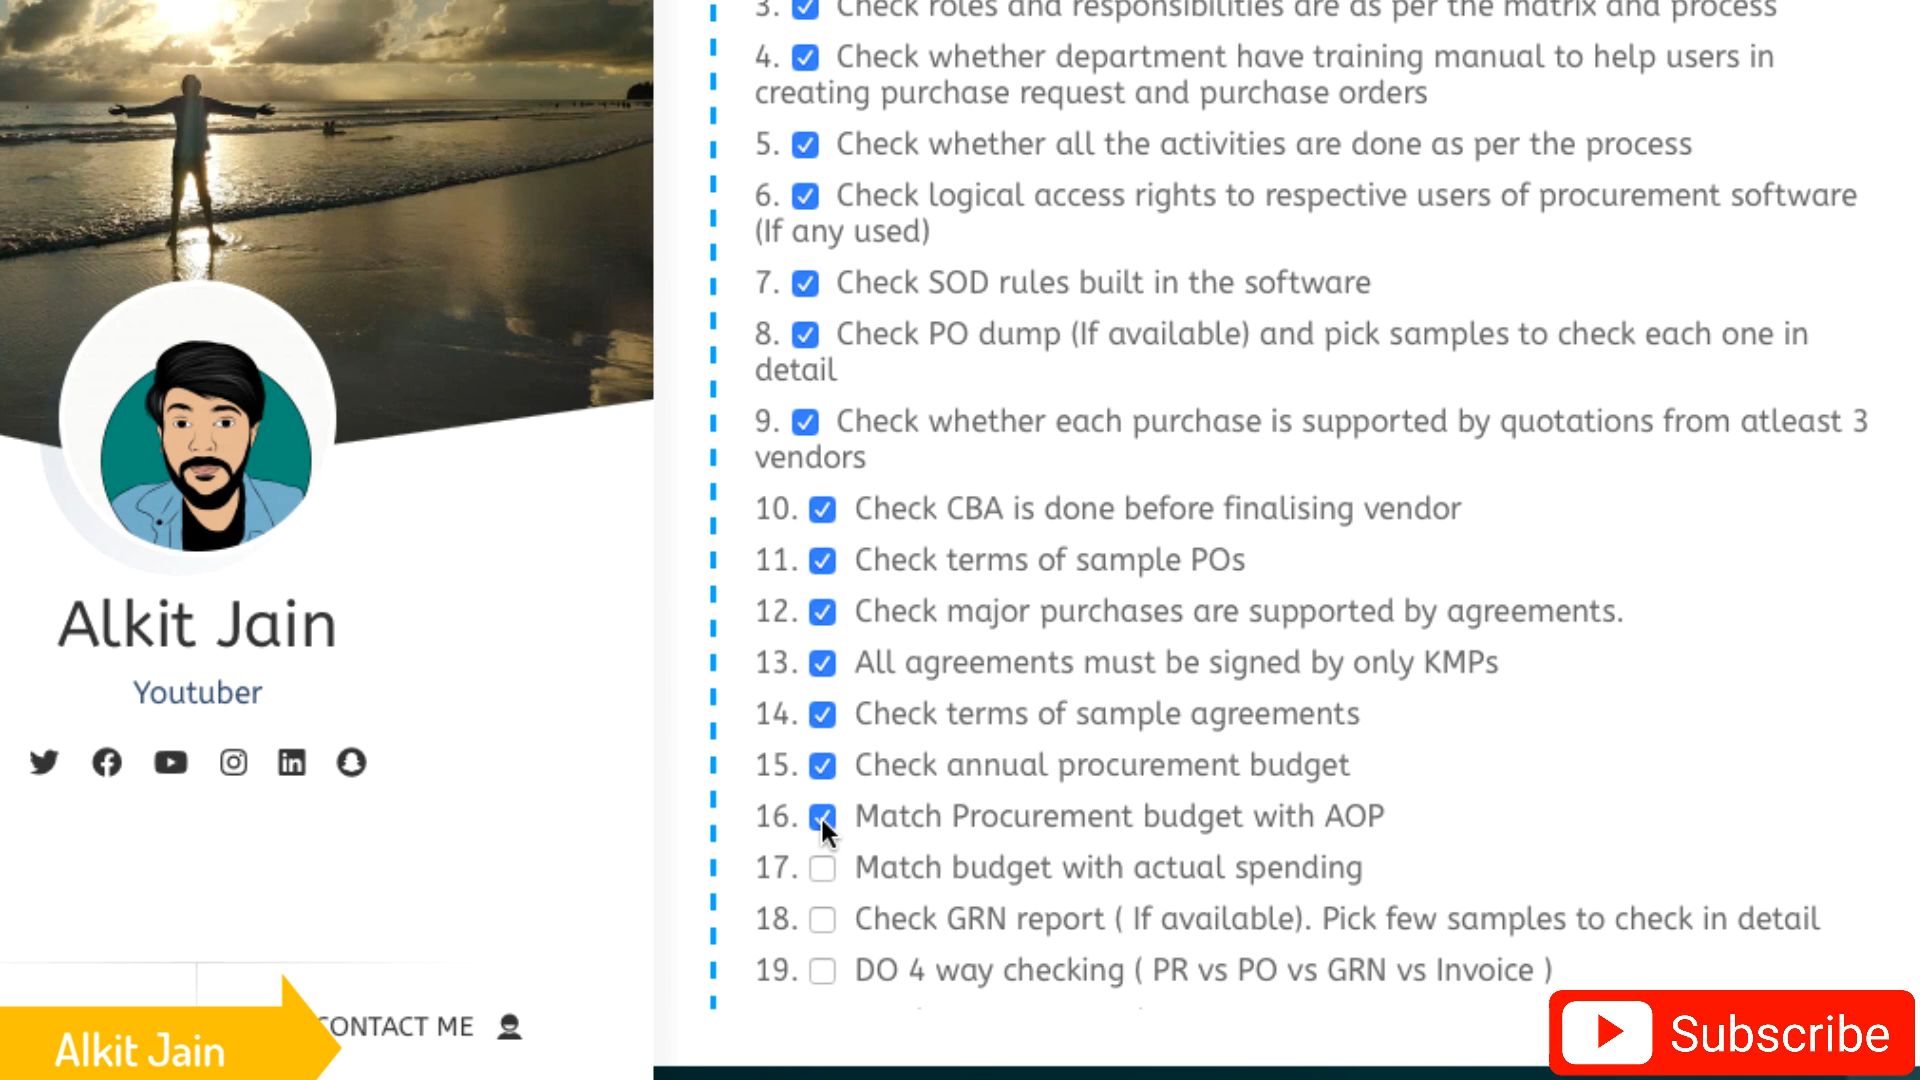 3. Check roles and responsibilities are as per the matrix and process
4. Check whether department have training manual to help users in
creating purchase request and purchase orders
5. Check whether all the activities are done as per the process
6. Check logical access rights to respective users of procurement software
(If any used)
7. Check SOD rules built in the software
8. Check PO dump (If available) and pick samples to check each one in
detail
9. Check whether each purchase is supported by quotations from atleast 3
vendors
10. Check CBA is done before finalising vendor
11. Check terms of sample POs
12. Check major purchases are supported by agreements.
13. All agreements must be signed by only KMPs
14. Check terms of sample agreements
15. Check annual procurement budget
16. Match Procurement budget with AOP
17. Match budget with actual spending
18. Check GRN report ( If available). Pick few samples to check in detail
19. DO 4 way checking ( PR vs PO vs GRN vs Invoice )
Alkit Jain
Youtuber
CONTACT ME
Alkit Jain
Subscribe